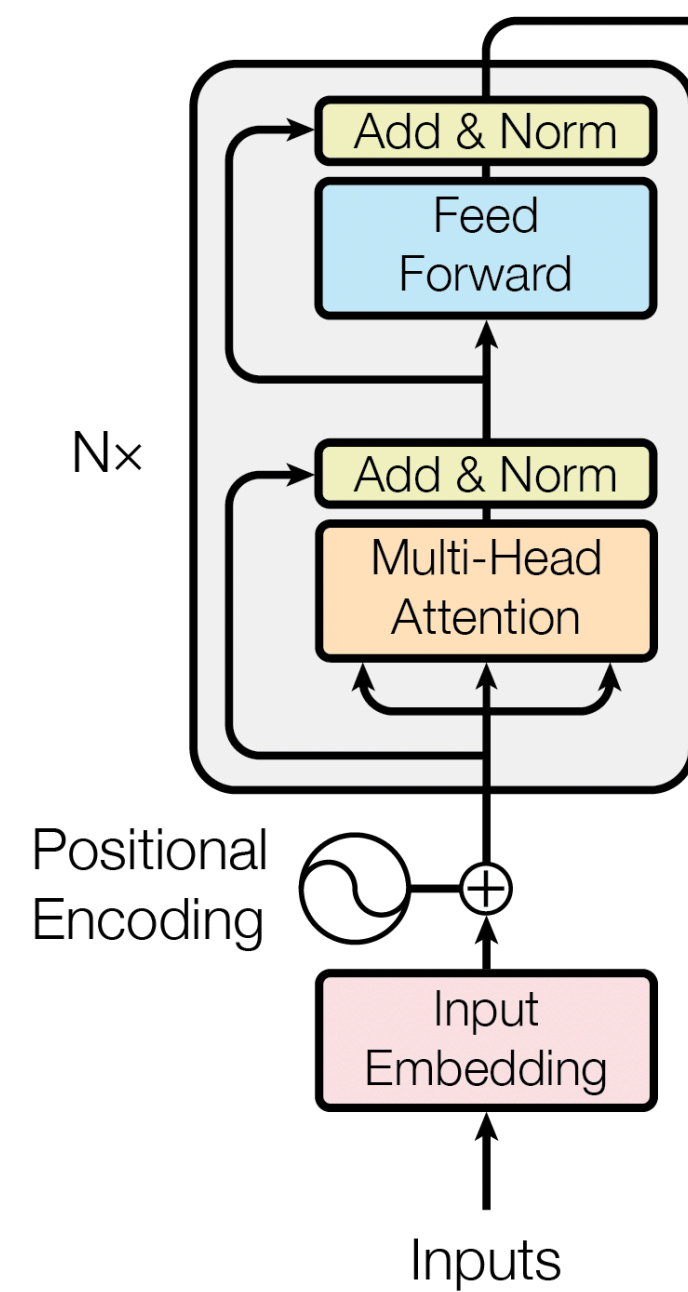 Add & Norm
Feed
Forward
Nx
Add & Norm
Multi-Head
Attention
Positional
Encoding
Input
Embedding
Inputs